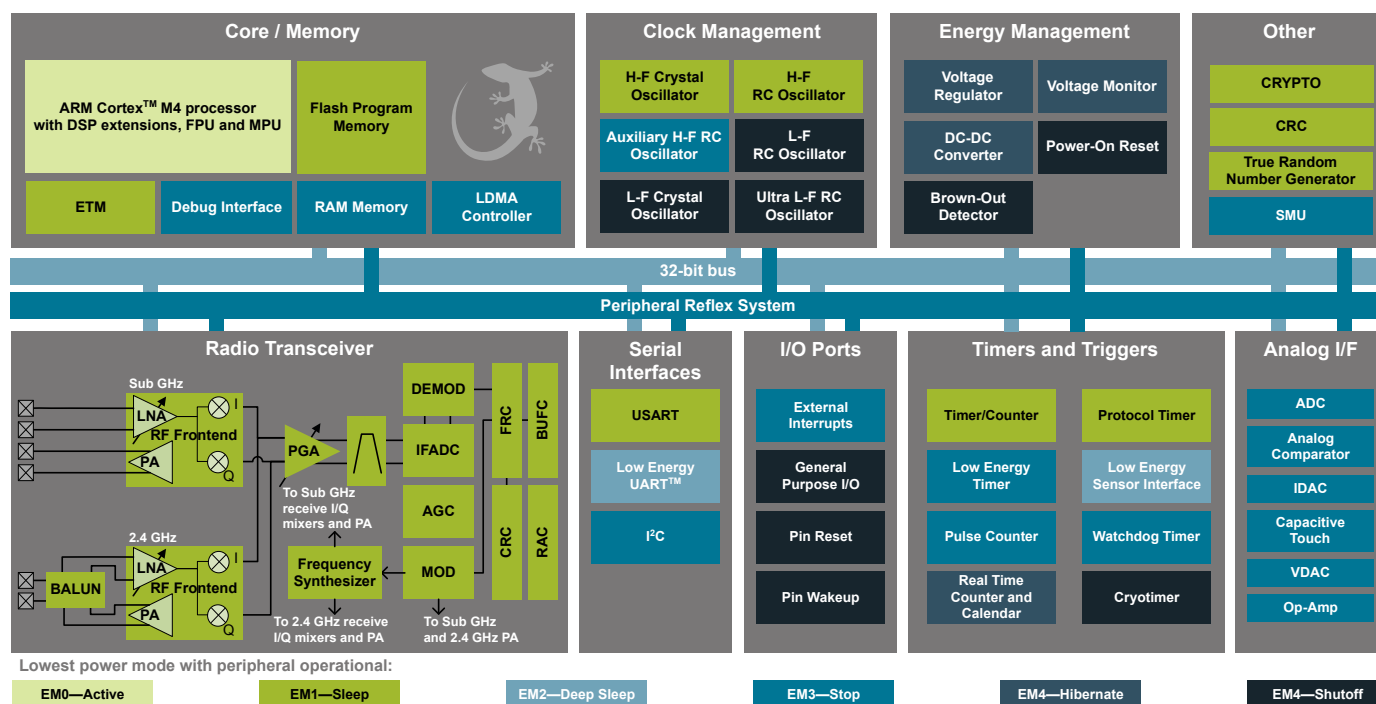 Core / Memory
ARM Cortex™ M4 processor
with DSP extensions, FPU and MPU
Flash Program
Memory
ETM
Debug Interface
RAM Memory
LDMA
Controller
Clock Management
H-F Crystal
Oscillator
H-F
RC Oscillator
Auxiliary H-F RC
Oscillator
L-F
RC Oscillator
L-F Crystal
Oscillator
Ultra L-F RC
Oscillator
Energy Management
Voltage
Regulator
Voltage Monitor
DC-DC
Converter
Power-On Reset
Brown-Out
Detector
Other
CRYPTO
CRC
True Random
Number Generator
SMU
32-bit bus
Peripheral Reflex System
Radio Transceiver
Sub GHz
LNA
I
RF Frontend
PA
Q
2.4 GHz
LNA
I
BALUN
RF Frontend
PA
Q
PGA
To Sub GHz
receive I/Q
mixers and PA
Frequency
Synthesizer
To 2.4 GHz receive
I/Q mixers and PA
DEMOD
IFADC
AGC
MOD
To Sub GHz
and 2.4 GHz PA
FRC
BUFC
CRC
RAC
Serial
Interfaces
USART
Low Energy
UART™
I²C
I/O Ports
External
Interrupts
General
Purpose I/O
Pin Reset
Pin Wakeup
Timers and Triggers
Timer/Counter
Protocol Timer
Low Energy
Timer
Low Energy
Sensor Interface
Pulse Counter
Watchdog Timer
Real Time
Counter and
Calendar
Cryotimer
Analog I/F
ADC
Analog
Comparator
IDAC
Capacitive
Touch
VDAC
Op-Amp
Lowest power mode with peripheral operational:
EM0—Active
EM1—Sleep
EM2—Deep Sleep
EM3—Stop
EM4—Hibernate
EM4—Shutoff